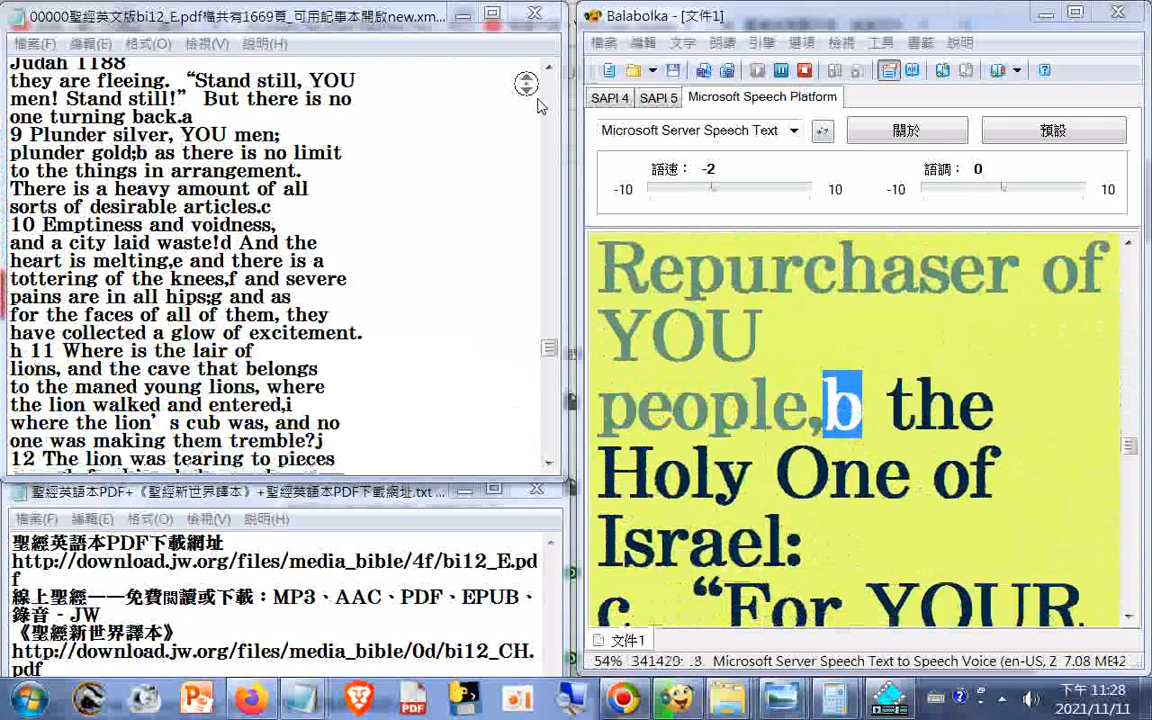 00000聖經英文版bi12_E.pdf檔共有1669頁_可用記事本開啟new.xm...
檔案(F) 編輯(E) 格式(O) 檢視(V) 說明(H)
Judah 1188
they are fleeing. “Stand still, YOU
men! Stand still!” But there is no
one turning back.a
9 Plunder silver, YOU men;
plunder gold;b as there is no limit
to the things in arrangement.
There is a heavy amount of all
sorts of desirable articles.c
10 Emptiness and voidness,
and a city laid waste!d And the
heart is melting,e and there is a
tottering of the knees,f and severe
pains are in all hips;g and as
for the faces of all of them, they
have collected a glow of excitement.
h 11 Where is the lair of
lions, and the cave that belongs
to the maned young lions, where
the lion walked and entered,i
where the lion’s cub was, and no
one was making them tremble?j
12 The lion was tearing to pieces
聖經英語本PDF+《聖經新世界譯本》+聖經英語本PDF下載網址.txt ...
檔案(F) 編輯(E) 格式(O) 檢視(V) 說明(H)
聖經英語本PDF下載網址
http://download.jw.org/files/media_bible/4f/bi12_E.pd
f
線上聖經——免費閱讀或下載：MP3、AAC、PDF、EPUB、
錄音 - JW
《聖經新世界譯本》
http://download.jw.org/files/media_bible/0d/bi12_CH.
pdf
Balabolka - [文件1]
檔案 編輯 文字 朗讀 引擎 選項 檢視 工具 書籤 說明
SAPI 4 SAPI 5 Microsoft Speech Platform
Microsoft Server Speech Text 關於 預設
語速： -2 語調： 0
-10 10 -10 10
Repurchaser of
YOU
people,b the
Holy One of
Israel:
c “For YOUR
文件1
54% Microsoft Server Speech Text to Speech Voice (en-US, Z 7.08 ME
下午 11:28
2021/11/11